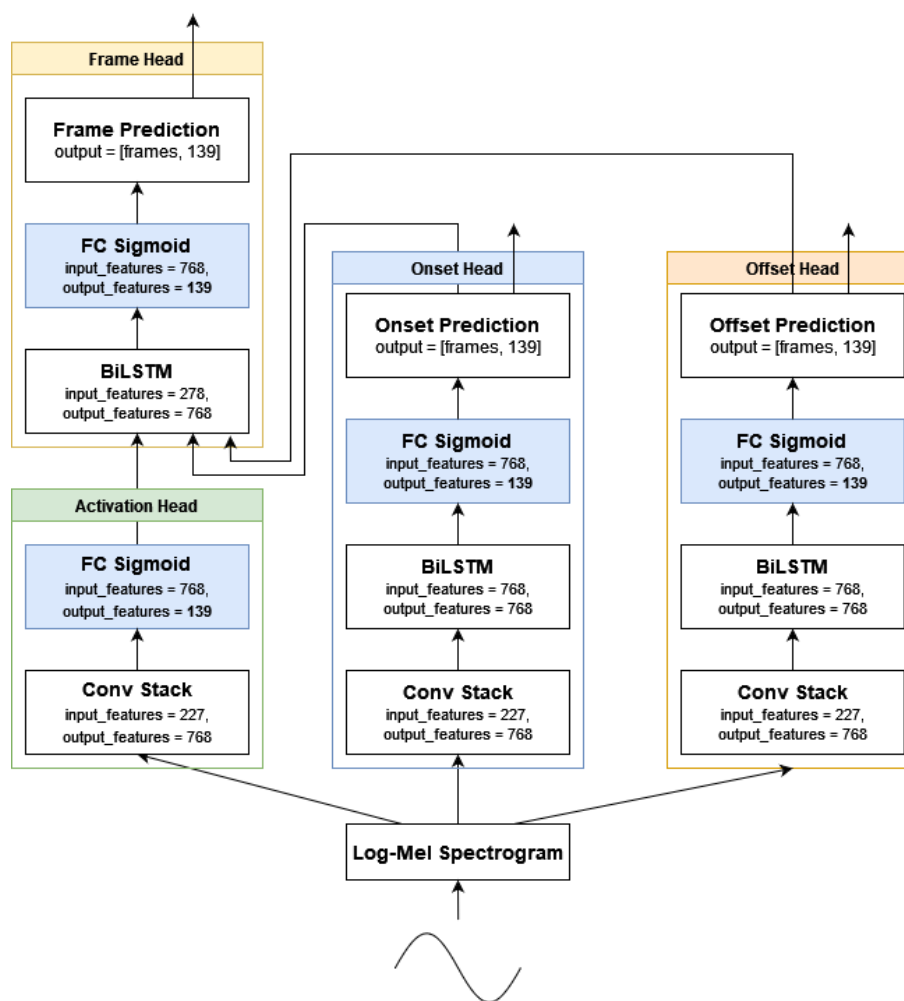 Frame Head
Frame Prediction
output = [frames, 139]
FC Sigmoid
input_features = 768,
output_features = 139
BiLSTM
input_features = 278,
output_features = 768
Activation Head
FC Sigmoid
input_features = 768,
output_features = 139
Conv Stack
input_features = 227,
output_features = 768
Onset Head
Onset Prediction
output = [frames, 139]
FC Sigmoid
input_features = 768,
output_features = 139
BiLSTM
input_features = 768,
output_features = 768
Conv Stack
input_features = 227,
output_features = 768
Offset Head
Offset Prediction
output = [frames, 139]
FC Sigmoid
input_features = 768,
output_features = 139
BiLSTM
input_features = 768,
output_features = 768
Conv Stack
input_features = 227,
output_features = 768
Log-Mel Spectrogram